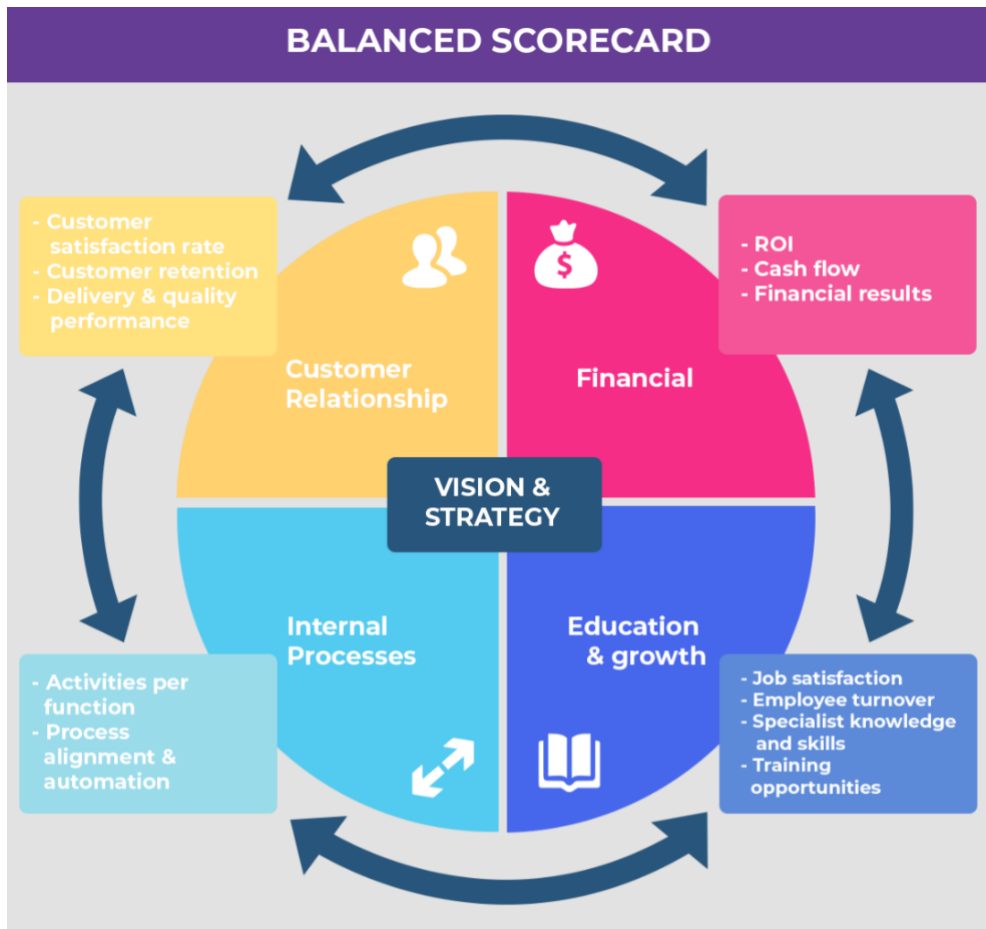 BALANCED SCORECARD
- Customer
satisfaction rate
- Customer retention
- Delivery & quality
performance
- ROI
- Cash flow
- Financial results
$
Customer
Relationship
Financial
VISION &
STRATEGY
Internal
Processes
Education
& growth
- Activities per
function
- Process
alignment &
automation
- Job satisfaction
- Employee turnover
- Specialist knowledge
and skills
- Training
opportunities